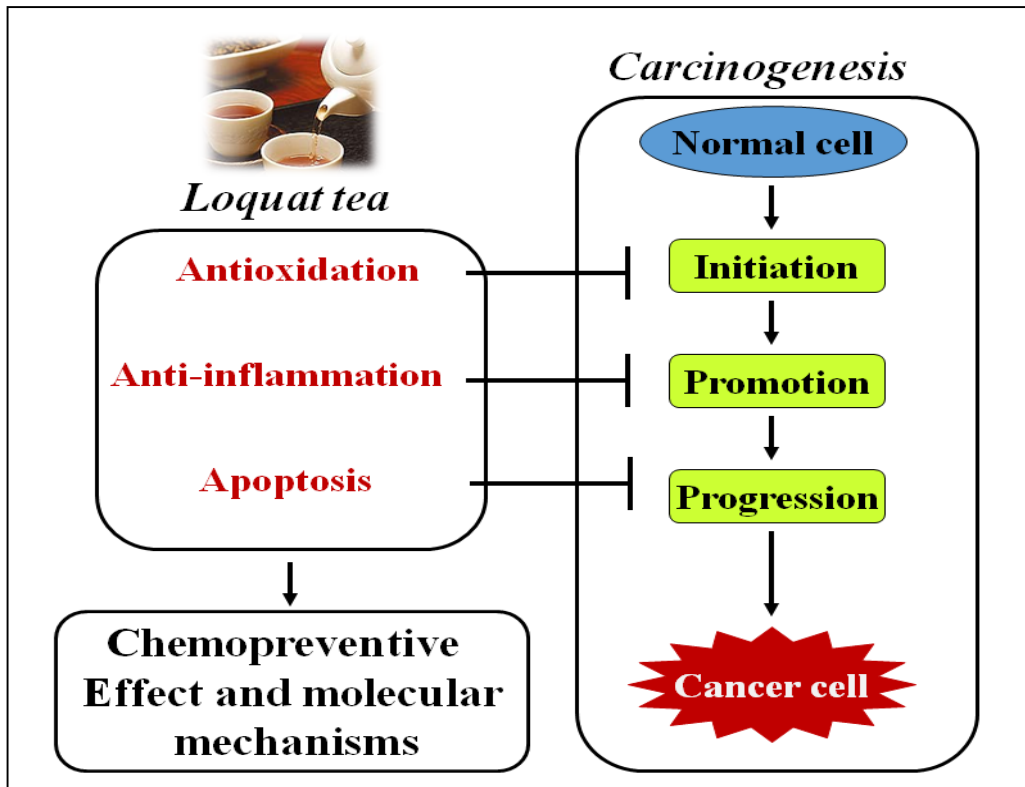 Loquat tea
Antioxidation
Anti-inflammation
Apoptosis
Chemopreventive
Effect and molecular
mechanisms
Carcinogenesis
Normal cell
Initiation
Promotion
Progression
Cancer cell